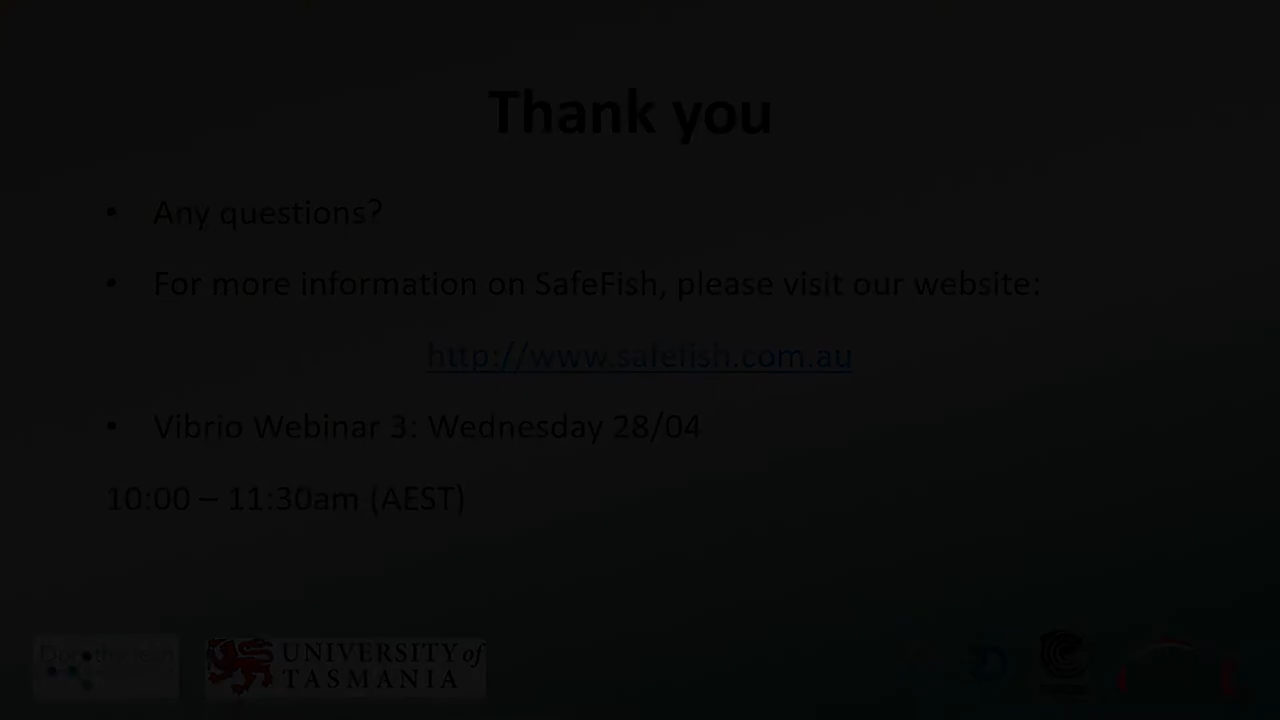 Thank you
• Any questions?
• For more information on SafeFish, please visit our website:
http://www.safefish.com.au
• Vibrio Webinar 3: Wednesday 28/04
10:00 – 11:30am (AEST)
UNIVERSITY of
TASMANIA